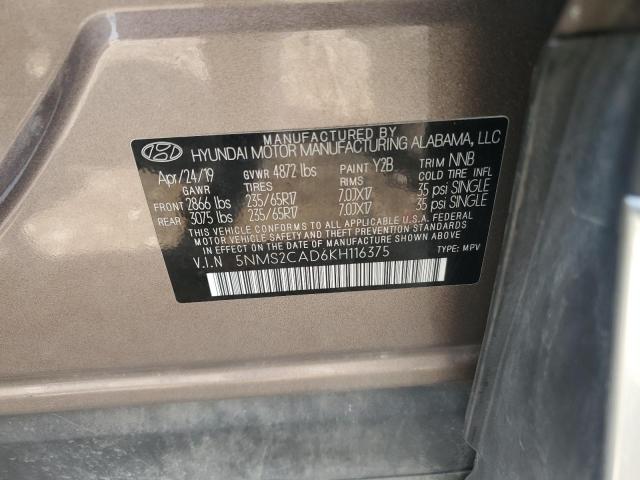 MANUFACTURED BY
HYUNDAI MOTOR MANUFACTURING ALABAMA, LLC
Apr/24/19 GVWR 4872 lbs PAINT Y2B TRIM NNB
GAWR TIRES RIMS COLD TIRE INFL
FRONT 2866 lbs 235/65R17 7.0JX17 35 psi SINGLE
REAR 3075 lbs 235/65R17 7.0JX17 35 psi SINGLE
THIS VEHICLE CONFORMS TO ALL APPLICABLE U.S.A. FEDERAL
MOTOR VEHICLE SAFETY STANDARDS IN EFFECT ON THE DATE OF MANUFACTURE SHOWN ABOVE.
V.I.N 5NMS2CAD6KH116375 TYPE: MPV